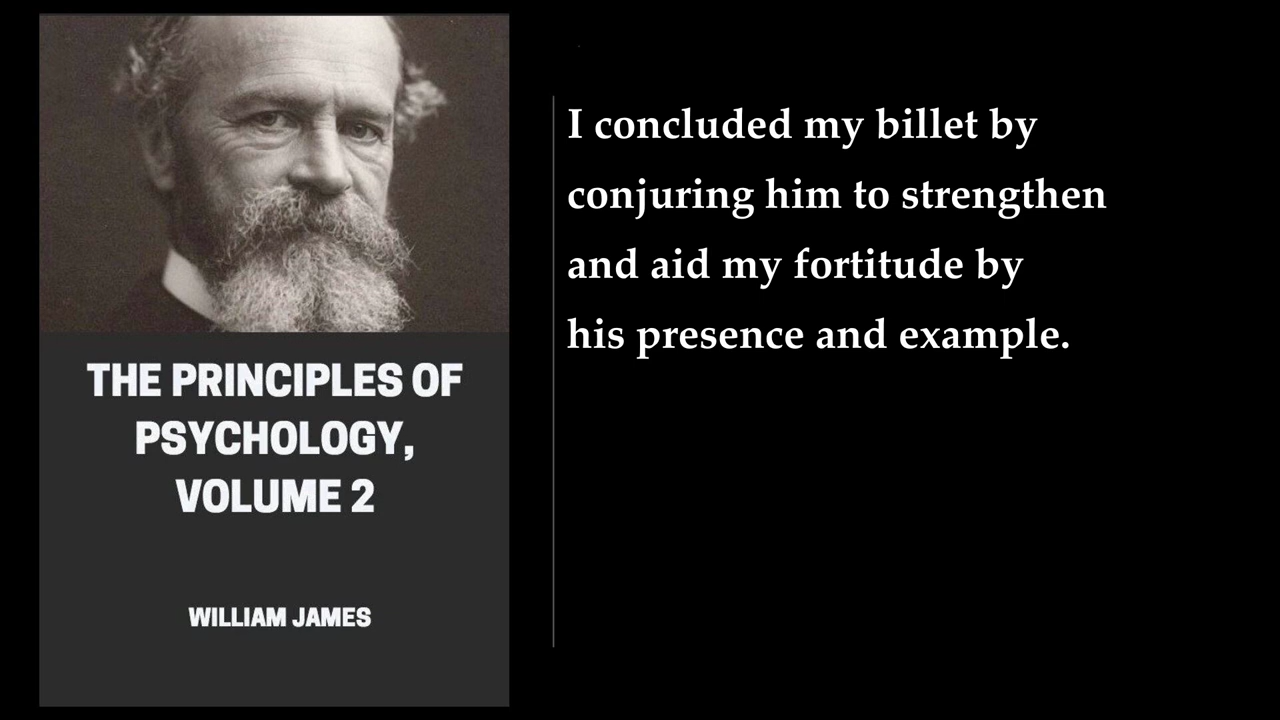 THE PRINCIPLES OF
PSYCHOLOGY,
VOLUME 2
WILLIAM JAMES
I concluded my billet by
conjuring him to strengthen
and aid my fortitude by
his presence and example.